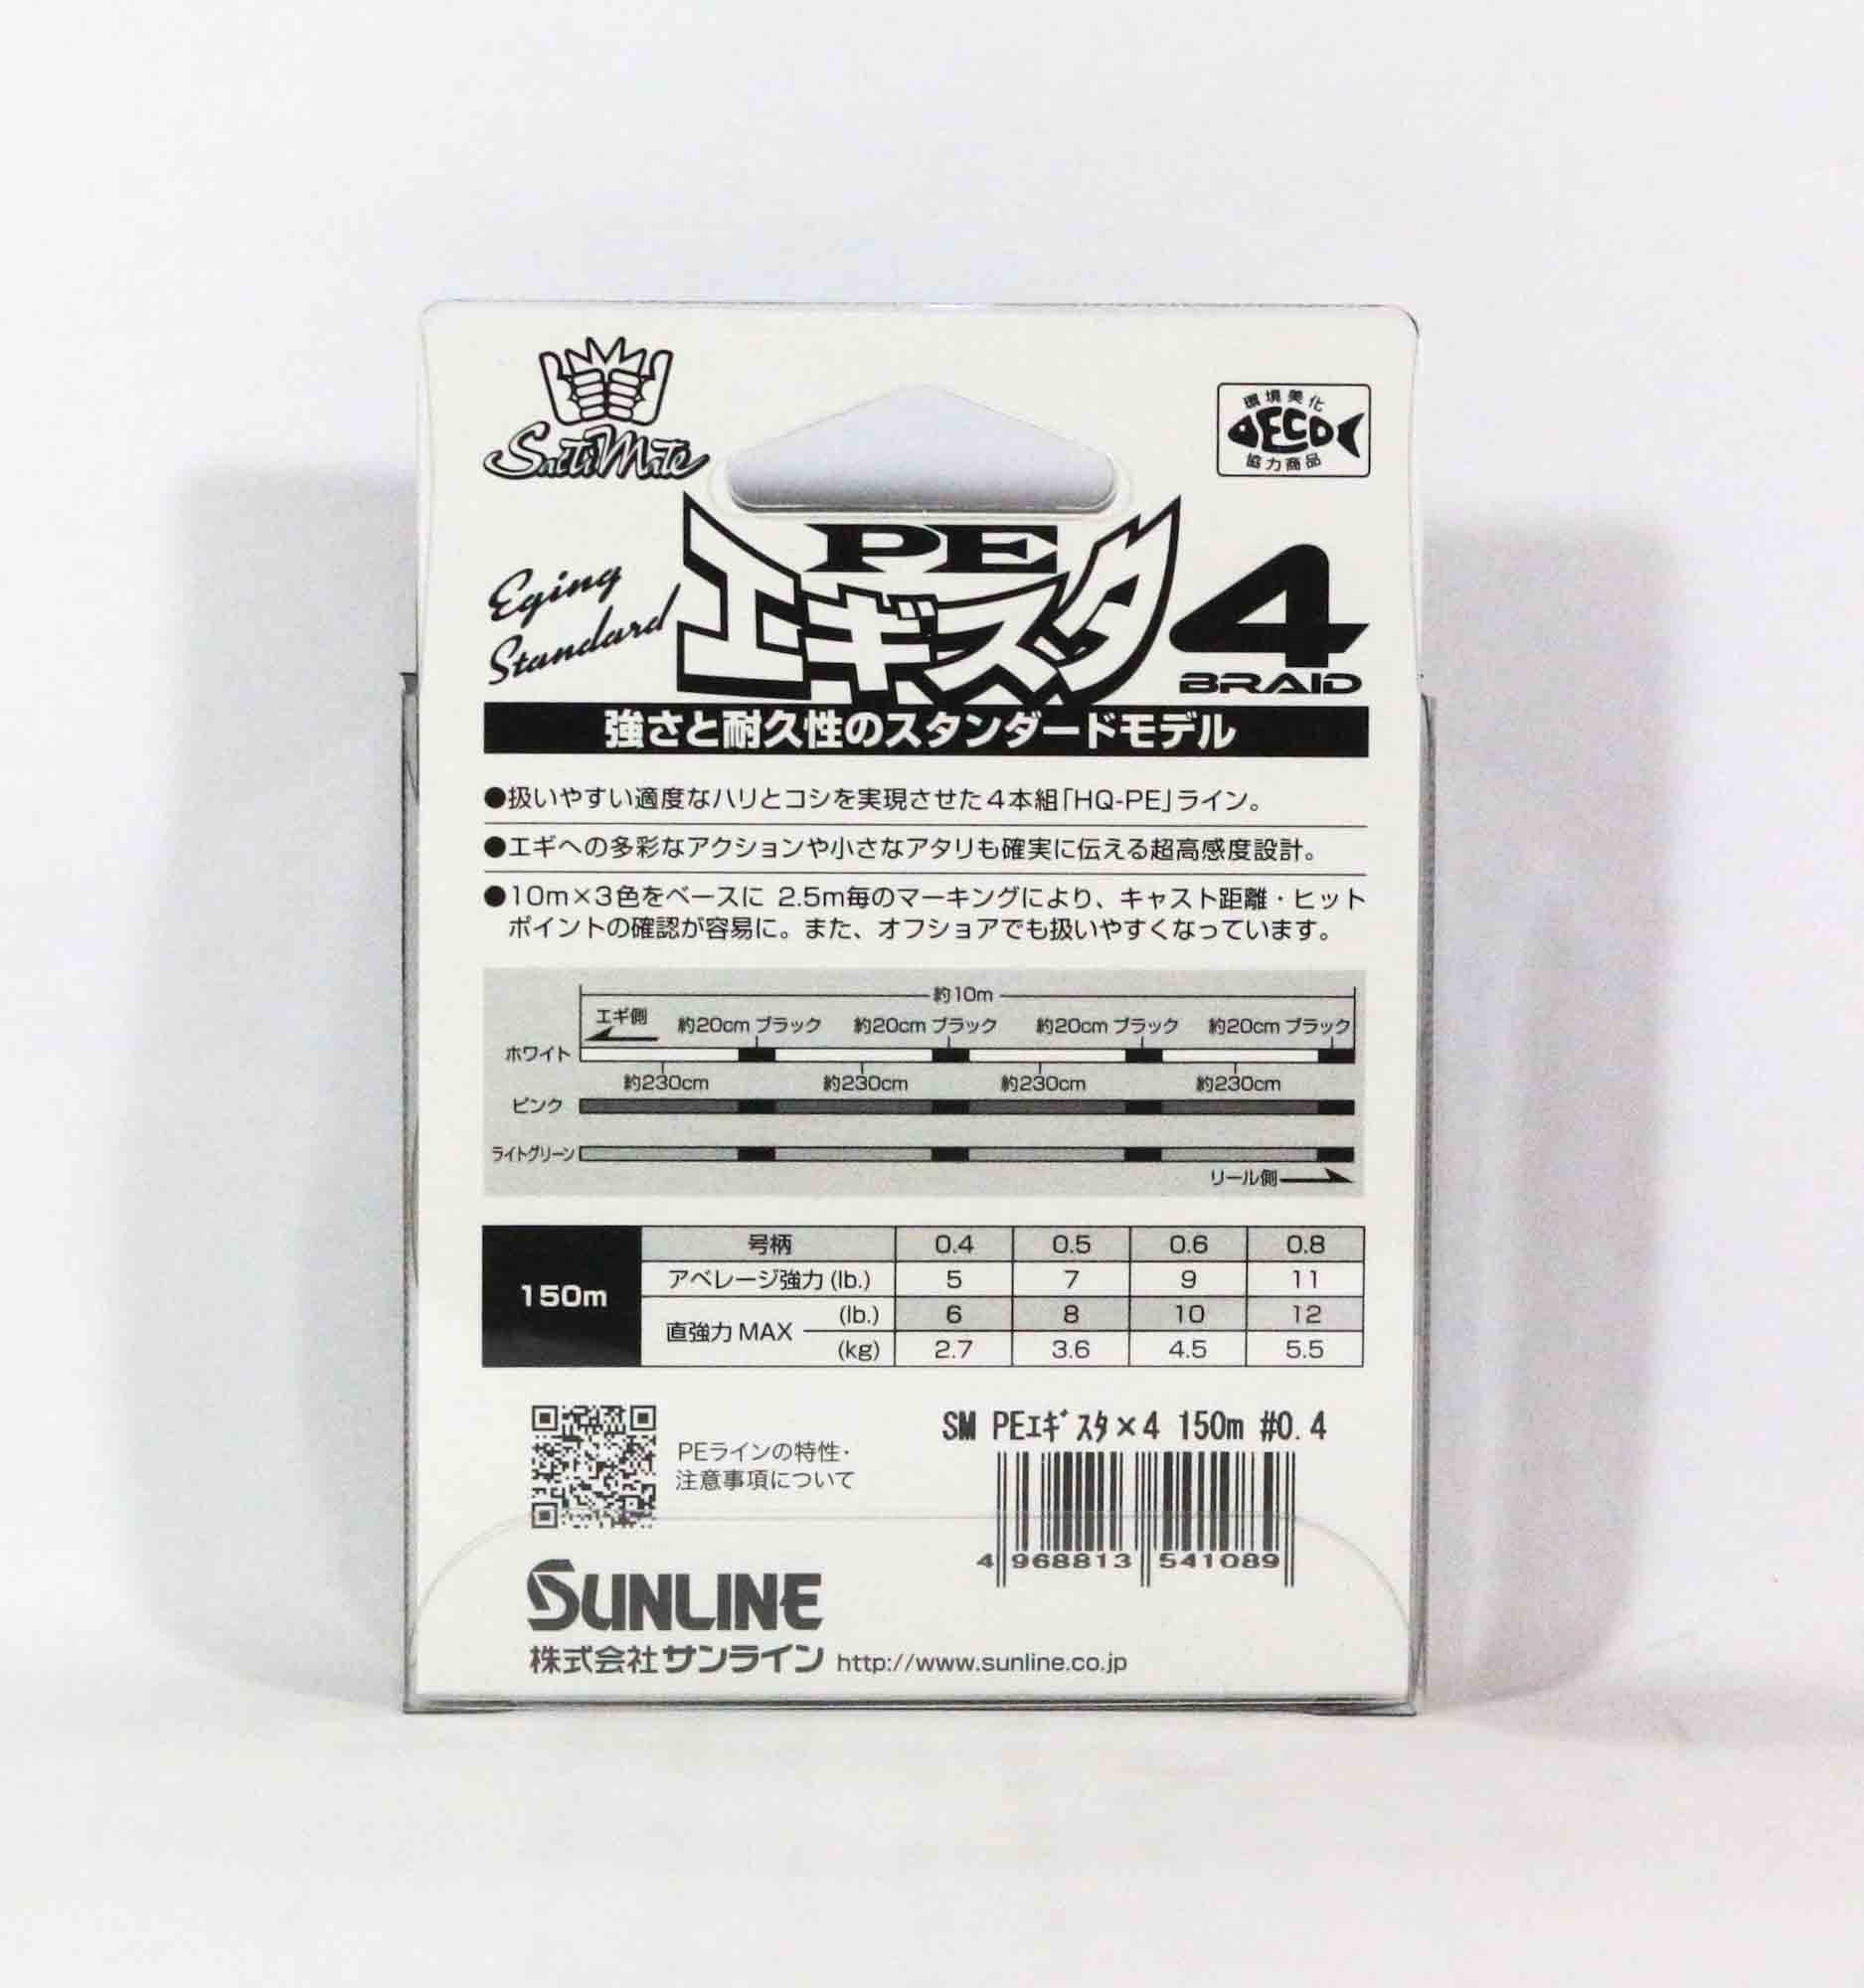 SaltiMate
環境美化
ECO
協力商品
PE
Eging
Standard
エギスタ
4
BRAID
強さと耐久性のスタンダードモデル
●扱いやすい適度なハリとコシを実現させた4本組「HQ-PE」ライン。
●エギへの多彩なアクションや小さなアタリも確実に伝える超高感度設計。
●10m×3色をベースに 2.5m毎のマーキングにより、キャスト距離・ヒット
ポイントの確認が容易に。また、オフショアでも扱いやすくなっています。
約10m
エギ側 約20cm ブラック 約20cm ブラック 約20cm ブラック 約20cm ブラック
ホワイト
約230cm 約230cm 約230cm 約230cm
ピンク
ライトグリーン
リール側
150m
号柄 0.4 0.5 0.6 0.8
アベレージ強力 (lb.) 5 7 9 11
直強力 MAX (lb.) 6 8 10 12
(kg) 2.7 3.6 4.5 5.5
PEラインの特性・
注意事項について
SM PEｴｷﾞｽﾀ×4 150m #0.4
4 968813 541089
SUNLINE
株式会社サンライン http://www.sunline.co.jp